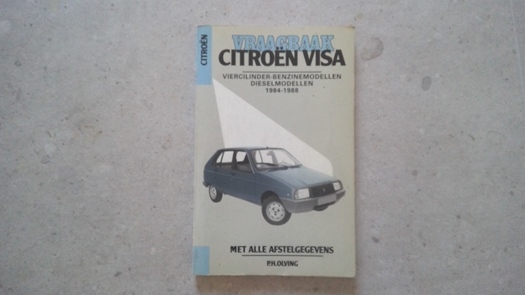 CITROËN
VRAAGBAAK
CITROËN VISA
VIERCILINDER-BENZINEMODELLEN
DIESELMODELLEN
1984-1988
MET ALLE AFSTELGEGEVENS
P.H. OLVING